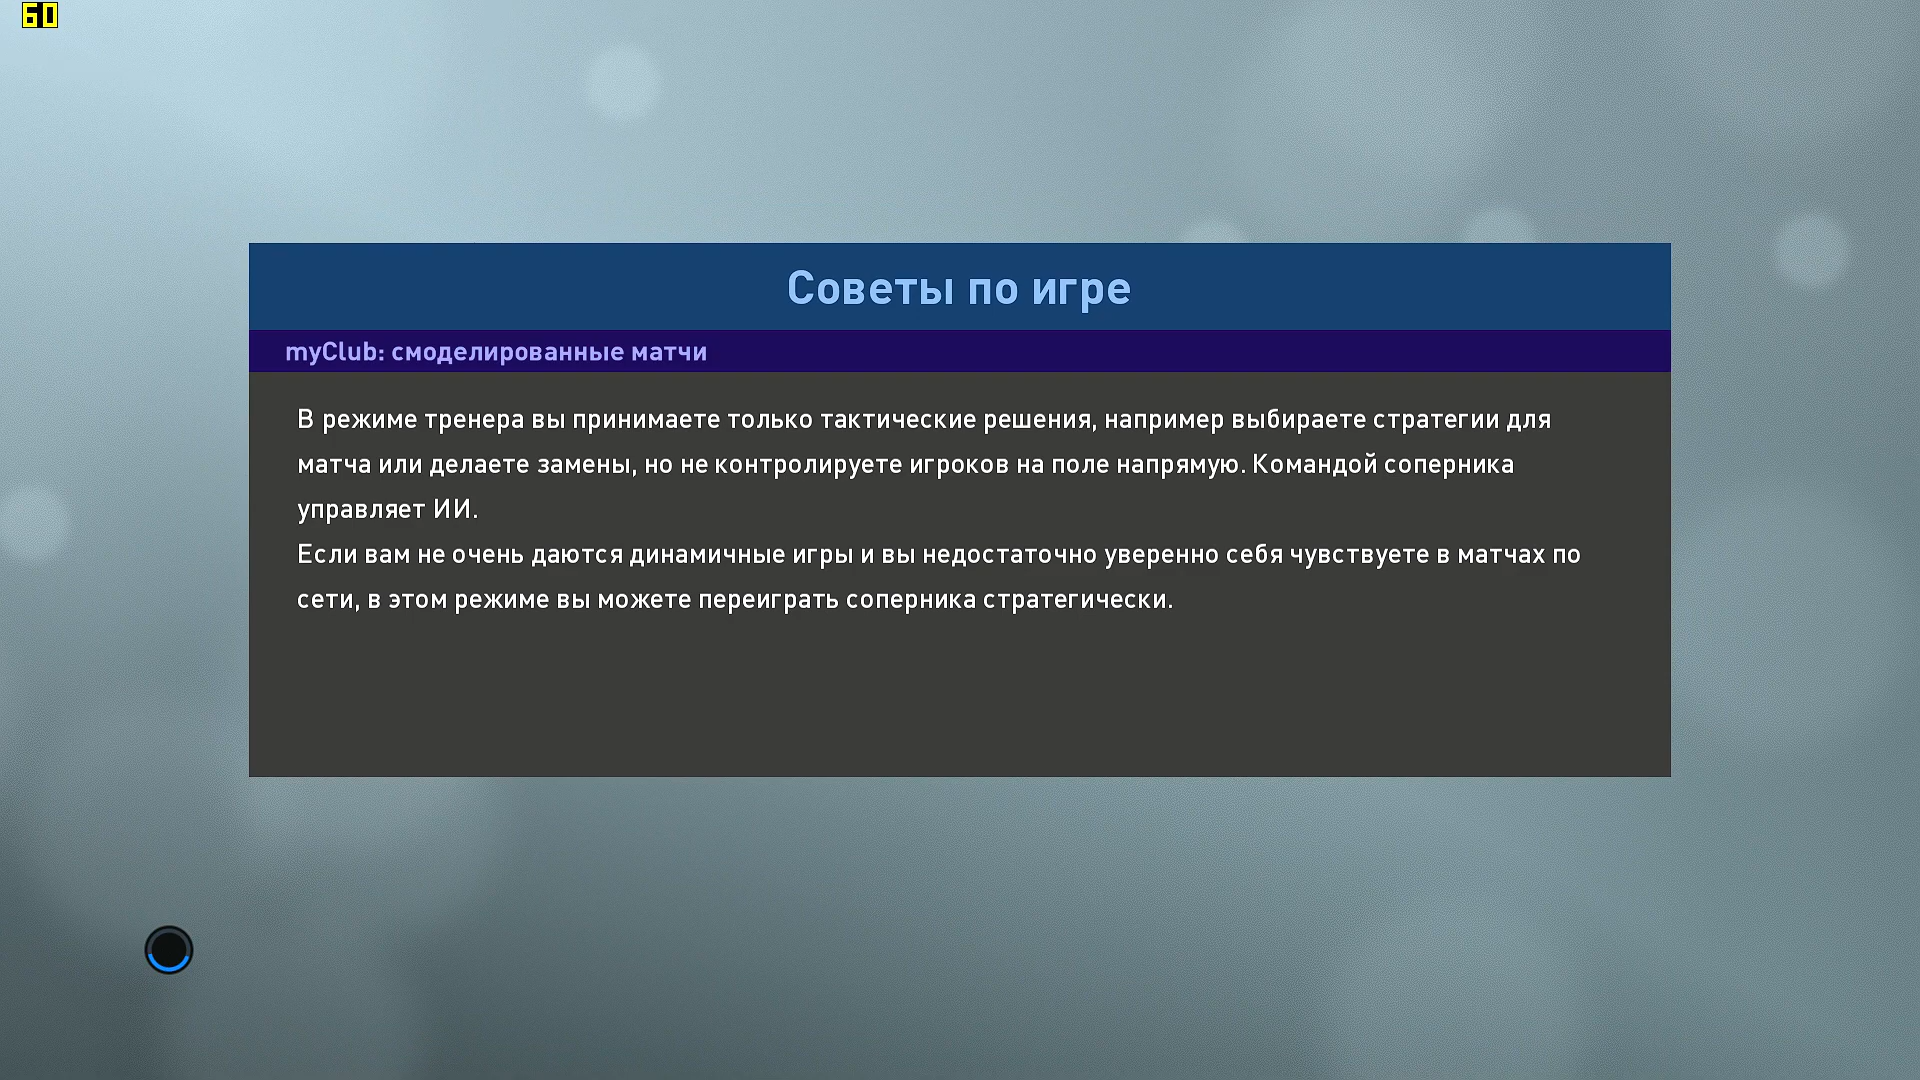 60
Советы по игре
myClub: смоделированные матчи
В режиме тренера вы принимаете только тактические решения, например выбираете стратегии для
матча или делаете замены, но не контролируете игроков на поле напрямую. Командой соперника
управляет ИИ.
Если вам не очень даются динамичные игры и вы недостаточно уверенно себя чувствуете в матчах по
сети, в этом режиме вы можете переиграть соперника стратегически.